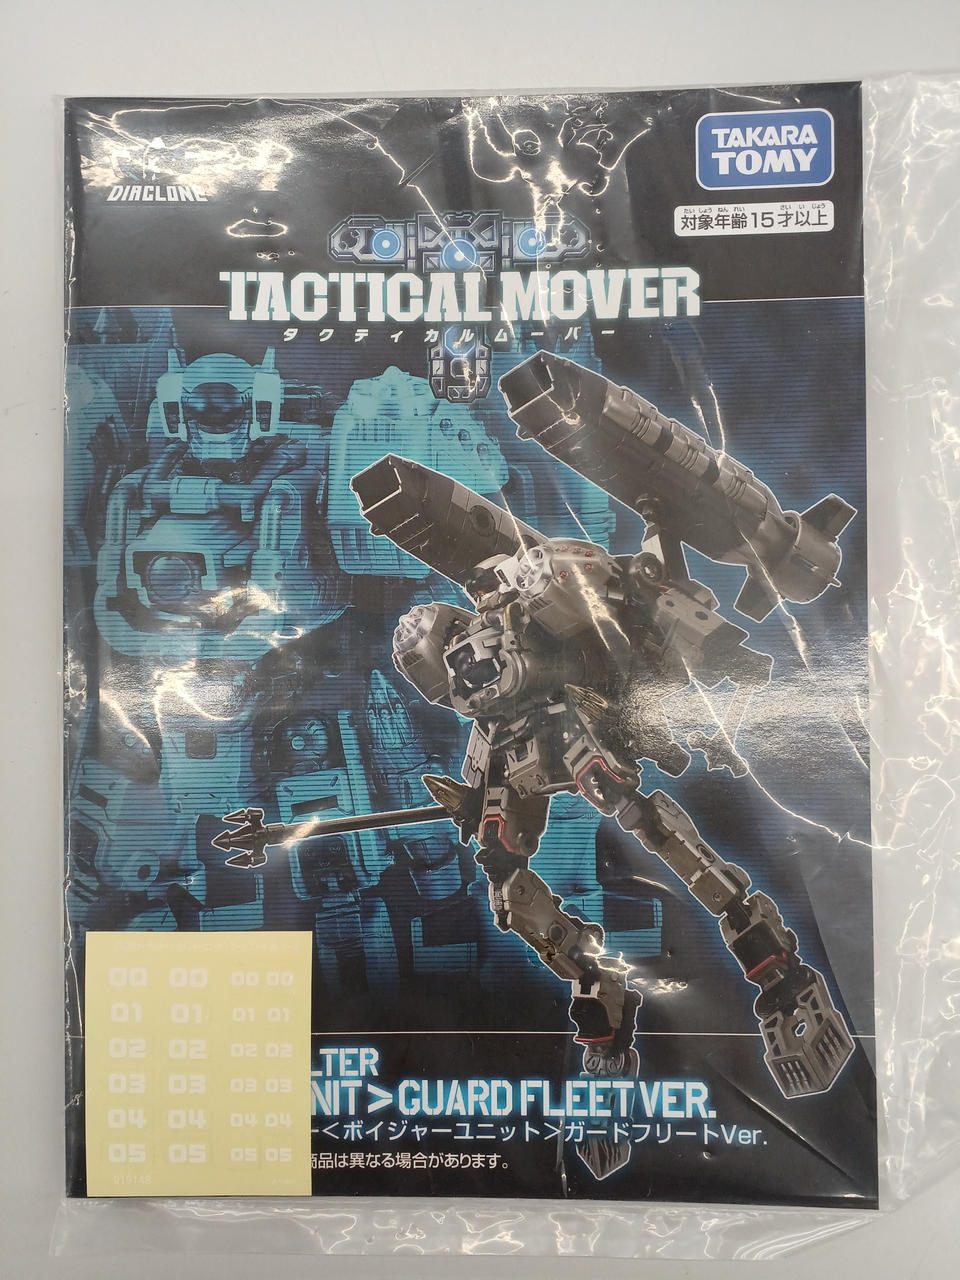 DIACLONE
TAKARA
TOMY
たいしょうねんれい さいいじょう
対象年齢15才以上
TACTICAL MOVER
タクティカルムーバー
LTER
NIT>GUARD FLEET VER.
ー<ボイジャーユニット>ガードフリートVer.
商品は異なる場合があります。
00 00 00 00
01 01 01 01
02 02 02 02
03 03 03 03
04 04 04 04
05 05 05 05
919148